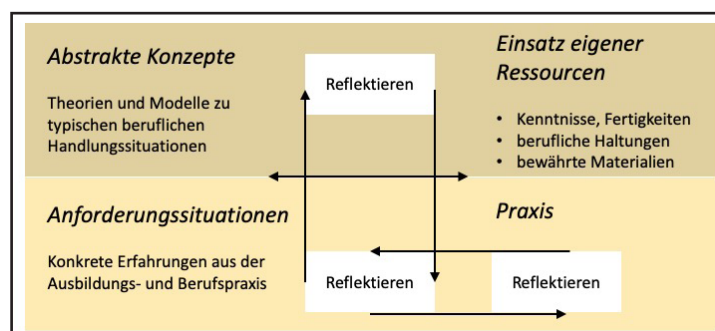 Abstrakte Konzepte
Theorien und Modelle zu
typischen beruflichen
Handlungssituationen
Reflektieren
Einsatz eigener
Ressourcen
• Kenntnisse, Fertigkeiten
• berufliche Haltungen
• bewährte Materialien
Anforderungssituationen
Konkrete Erfahrungen aus der
Ausbildungs- und Berufspraxis
Reflektieren
Praxis
Reflektieren